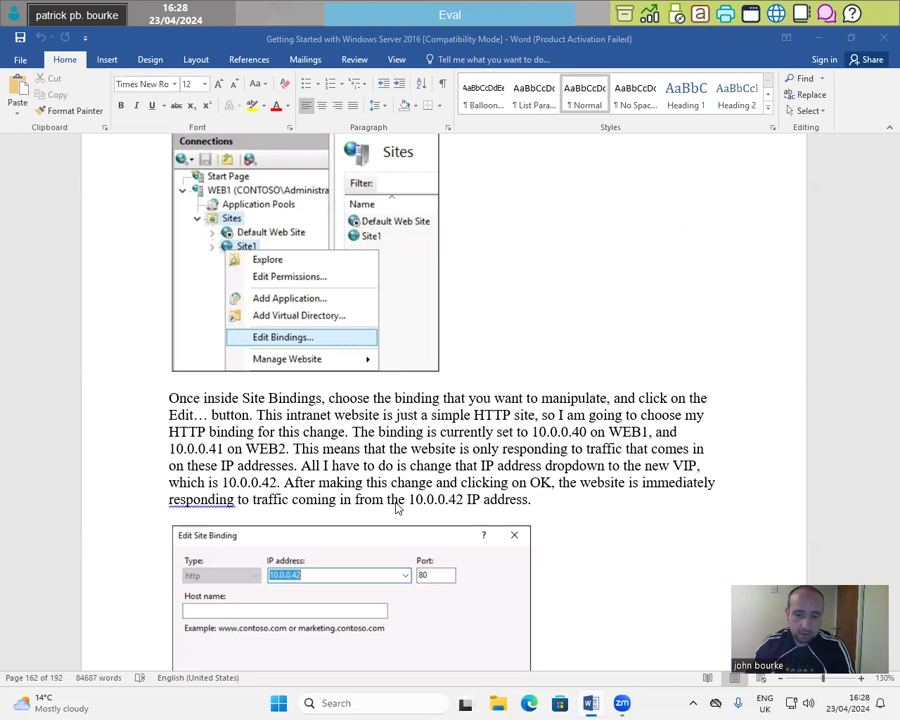 patrick pb. bourke
16:28
23/04/2024
Eval
Getting Started with Windows Server 2016 [Compatibility Mode] - Word (Product Activation Failed)
File Home Insert Design Layout References Mailings Review View Tell me what you want to do... Sign in Share
Paste
Cut
Copy
Format Painter
Clipboard
Times New Ro 12
Font
Paragraph
AaBbCcDdE AaBbCcDc AaBbCcDdE AaBbCcDdE AaBbC AaBbCcl
¶ Balloon... ¶ List Para... ¶ Normal ¶ No Spac... Heading 1 Heading 2
Styles
Find
Replace
Select
Editing
Connections
Start Page
WEB1 (CONTOSO\Administra
Application Pools
Sites
Default Web Site
Site1
Sites
Filter:
Name
Default Web Site
Site1
Explore
Edit Permissions...
Add Application...
Add Virtual Directory...
Edit Bindings...
Manage Website
Once inside Site Bindings, choose the binding that you want to manipulate, and click on the
Edit… button. This intranet website is just a simple HTTP site, so I am going to choose my
HTTP binding for this change. The binding is currently set to 10.0.0.40 on WEB1, and
10.0.0.41 on WEB2. This means that the website is only responding to traffic that comes in
on these IP addresses. All I have to do is change that IP address dropdown to the new VIP,
which is 10.0.0.42. After making this change and clicking on OK, the website is immediately
responding to traffic coming in from the 10.0.0.42 IP address.
Edit Site Binding
Type: IP address: Port:
http 10.0.0.42 80
Host name:
Example: www.contoso.com or marketing.contoso.com
john bourke
Page 162 of 192 84687 words English (United States) 130%
14°C
Mostly cloudy
Search
ENG
UK
16:28
23/04/2024